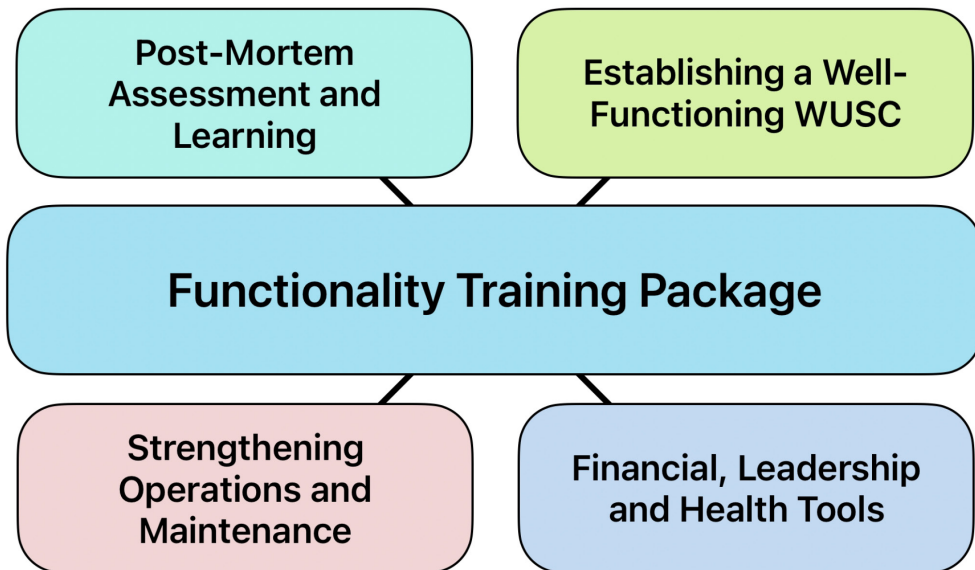 Post-Mortem
Assessment and
Learning
Establishing a Well-
Functioning WUSC
Functionality Training Package
Strengthening
Operations and
Maintenance
Financial, Leadership
and Health Tools